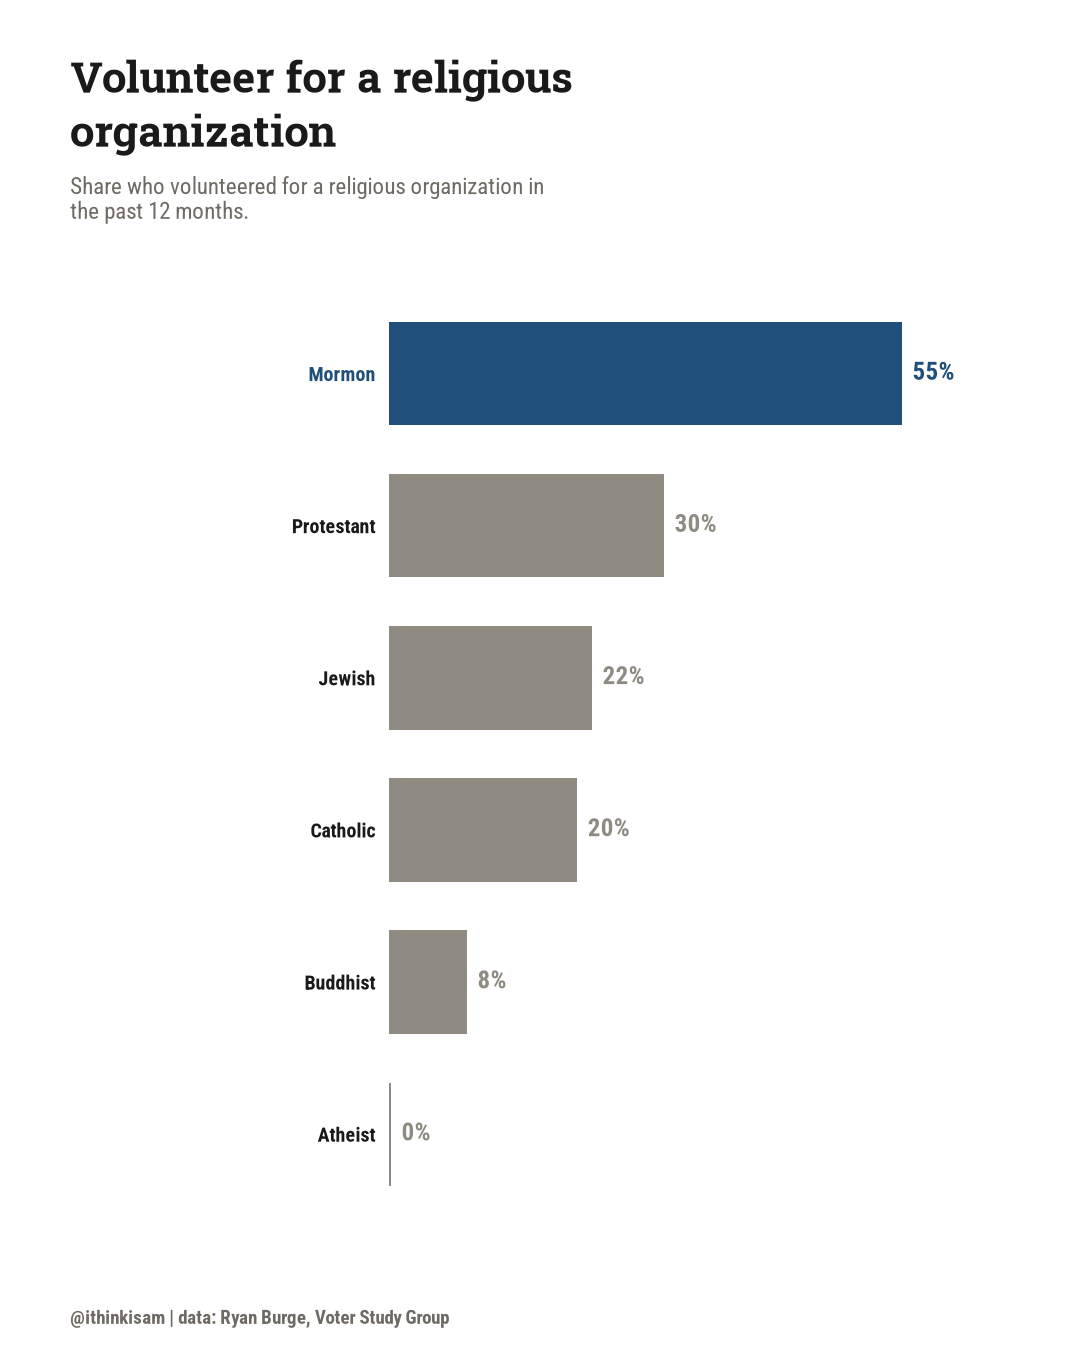 Volunteer for a religious
organization
Share who volunteered for a religious organization in
the past 12 months.
Mormon 55%
Protestant 30%
Jewish 22%
Catholic 20%
Buddhist 8%
Atheist 0%
@ithinkisam | data: Ryan Burge, Voter Study Group